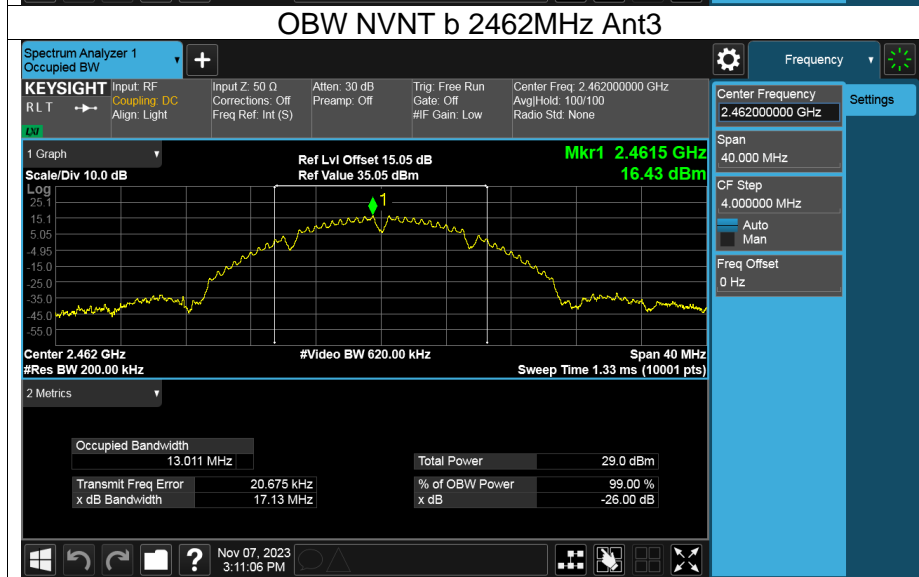 OBW NVNT b 2462MHz Ant3
Spectrum Analyzer 1
Occupied BW
+
Frequency
KEYSIGHT
R L T
LXI
Input: RF
Coupling: DC
Align: Light
Input Z: 50 Ω
Corrections: Off
Freq Ref: Int (S)
Atten: 30 dB
Preamp: Off
Trig: Free Run
Gate: Off
#IF Gain: Low
Center Freq: 2.462000000 GHz
Avg|Hold: 100/100
Radio Std: None
Center Frequency
2.462000000 GHz
Settings
Span
40.000 MHz
CF Step
4.000000 MHz
Auto
Man
Freq Offset
0 Hz
1 Graph
Scale/Div 10.0 dB
Ref Lvl Offset 15.05 dB
Ref Value 35.05 dBm
Mkr1 2.4615 GHz
16.43 dBm
Log
25.1
15.1
5.05
-4.95
-15.0
-25.0
-35.0
-45.0
-55.0
1
Center 2.462 GHz
#Video BW 620.00 kHz
Span 40 MHz
#Res BW 200.00 kHz
Sweep Time 1.33 ms (10001 pts)
2 Metrics
Occupied Bandwidth
13.011 MHz
Total Power 29.0 dBm
Transmit Freq Error 20.675 kHz
% of OBW Power 99.00 %
x dB Bandwidth 17.13 MHz
x dB -26.00 dB
?
Nov 07, 2023
3:11:06 PM